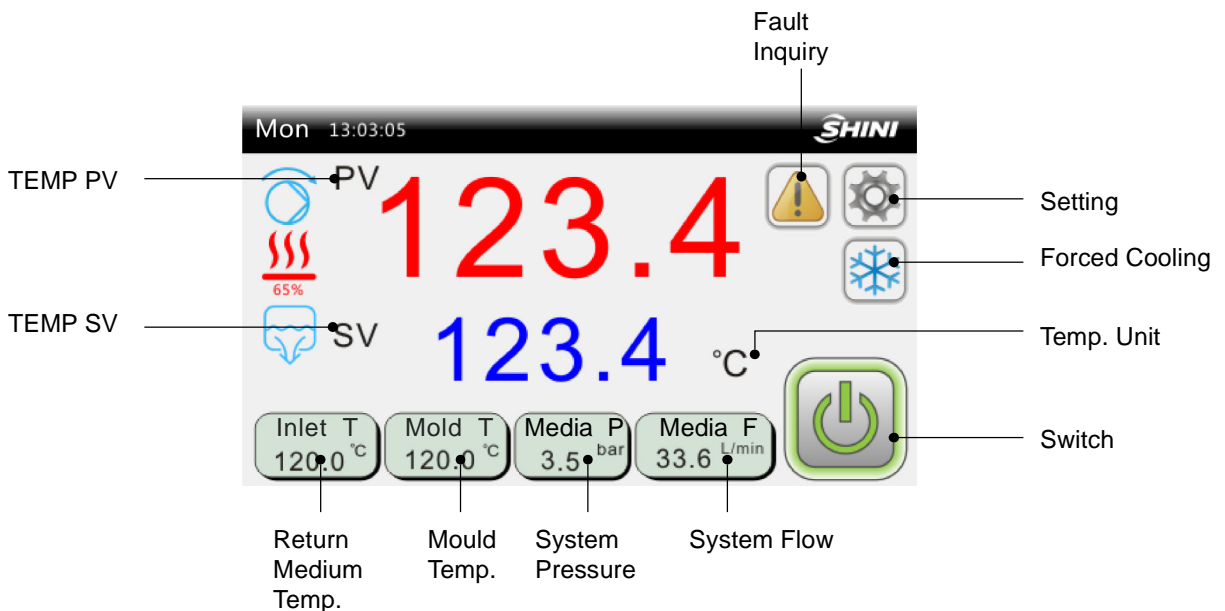 Fault
Inquiry
Mon 13:03:05
SHINI
TEMP PV
PV
123.4
Setting
65%
Forced Cooling
TEMP SV
SV
123.4
°C
Temp. Unit
Inlet T
120.0 °C
Mold T
120.0 °C
Media P
3.5 bar
Media F
33.6 L/min
Switch
Return
Medium
Temp.
Mould
Temp.
System
Pressure
System Flow